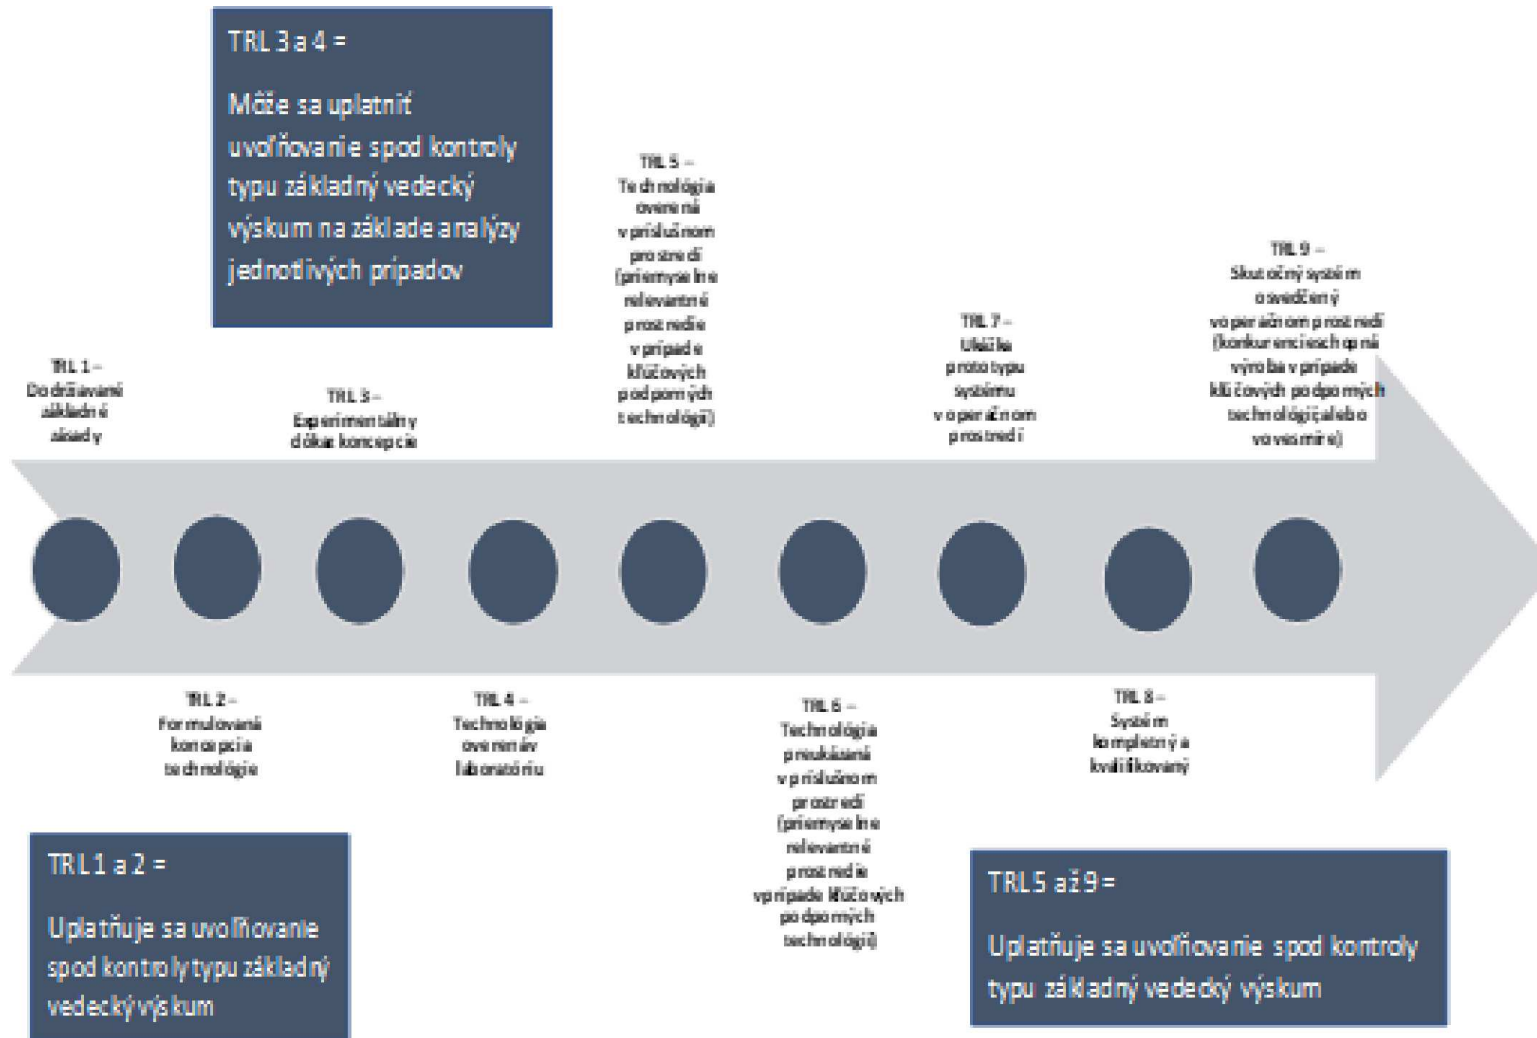 TRL 3 a 4 =
Môže sa uplatniť
uvoľňovanie spod kontroly
typu základný vedecký
výskum na základe analýzy
jednotlivých prípadov
TRL 1 –
Dodržiavané
základné
zásady
TRL 3 –
Experimentálny
dôkaz koncepcie
TRL 5 –
Technológia
overená
v príslušnom
prostredí
(priemyselne
relevantné
prostredie
v prípade
kľúčových
podporných
technológií)
TRL 7 –
Ukážka
prototypu
systému
v operačnom
prostredí
TRL 9 –
Skutočný systém
osvedčený
v operačnom prostredí
(konkurencieschopná
výroba v prípade
kľúčových podporných
technológií; alebo
vo vesmíre)
TRL 2 –
Formulovaná
koncepcia
technológie
TRL 4 –
Technológia
overená v
laboratóriu
TRL 6 –
Technológia
preukázaná
v príslušnom
prostredí
(priemyselne
relevantné
prostredie
v prípade kľúčových
podporných
technológií)
TRL 8 –
Systém
kompletný a
kvalifikovaný
TRL 1 a 2 =
Uplatňuje sa uvoľňovanie
spod kontroly typu základný
vedecký výskum
TRL 5 až 9 =
Uplatňuje sa uvoľňovanie spod kontroly
typu základný vedecký výskum